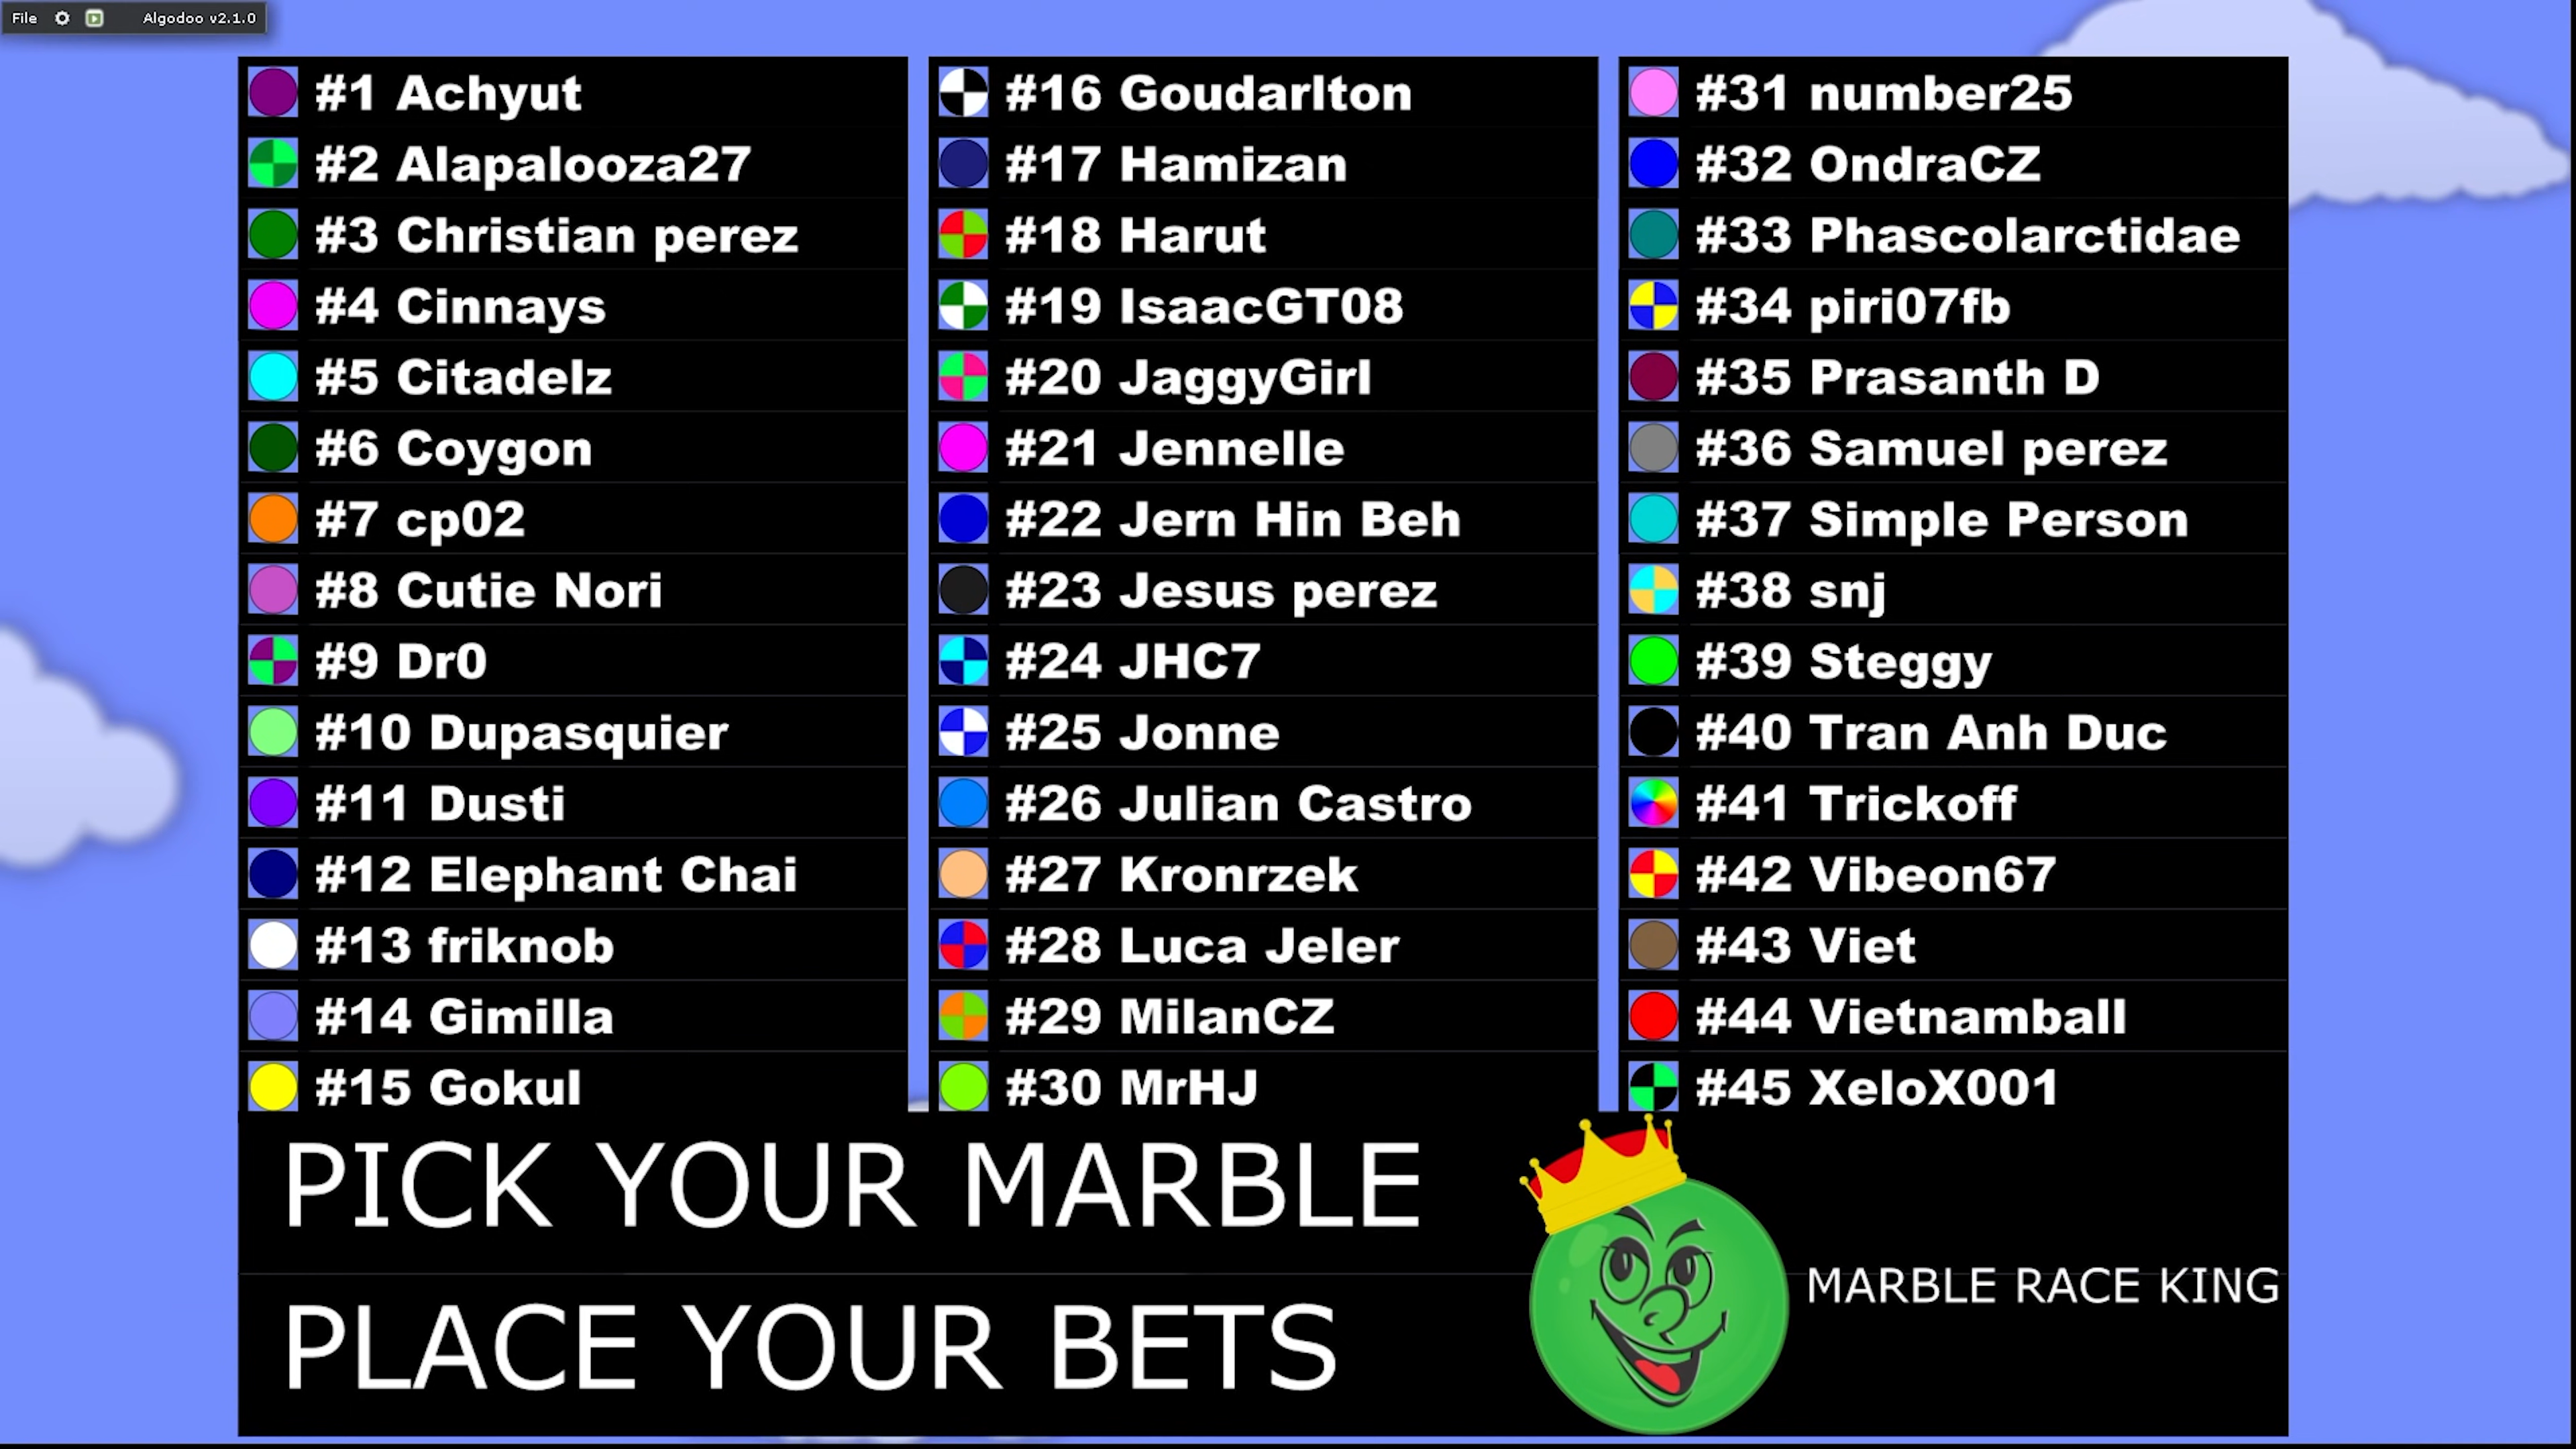 File Algodoo v2.1.0
#1 Achyut
#2 Alapalooza27
#3 Christian perez
#4 Cinnays
#5 Citadelz
#6 Coygon
#7 cp02
#8 Cutie Nori
#9 Dr0
#10 Dupasquier
#11 Dusti
#12 Elephant Chai
#13 friknob
#14 Gimilla
#15 Gokul
#16 Goudarlton
#17 Hamizan
#18 Harut
#19 IsaacGT08
#20 JaggyGirl
#21 Jennelle
#22 Jern Hin Beh
#23 Jesus perez
#24 JHC7
#25 Jonne
#26 Julian Castro
#27 Kronrzek
#28 Luca Jeler
#29 MilanCZ
#30 MrHJ
#31 number25
#32 OndraCZ
#33 Phascolarctidae
#34 piri07fb
#35 Prasanth D
#36 Samuel perez
#37 Simple Person
#38 snj
#39 Steggy
#40 Tran Anh Duc
#41 Trickoff
#42 Vibeon67
#43 Viet
#44 Vietnamball
#45 XeloX001
PICK YOUR MARBLE
PLACE YOUR BETS
MARBLE RACE KING